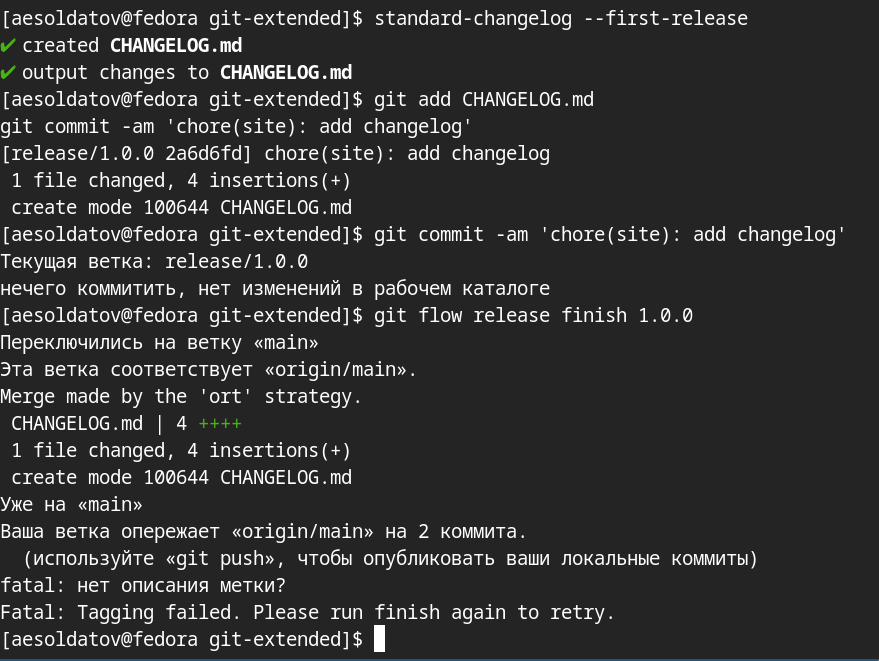 [aesoldatov@fedora git-extended]$ standard-changelog --first-release
✔ created CHANGELOG.md
✔ output changes to CHANGELOG.md
[aesoldatov@fedora git-extended]$ git add CHANGELOG.md
git commit -am 'chore(site): add changelog'
[release/1.0.0 2a6d6fd] chore(site): add changelog
 1 file changed, 4 insertions(+)
 create mode 100644 CHANGELOG.md
[aesoldatov@fedora git-extended]$ git commit -am 'chore(site): add changelog'
Текущая ветка: release/1.0.0
нечего коммитить, нет изменений в рабочем каталоге
[aesoldatov@fedora git-extended]$ git flow release finish 1.0.0
Переключились на ветку «main»
Эта ветка соответствует «origin/main».
Merge made by the 'ort' strategy.
 CHANGELOG.md | 4 ++++
 1 file changed, 4 insertions(+)
 create mode 100644 CHANGELOG.md
Уже на «main»
Ваша ветка опережает «origin/main» на 2 коммита.
  (используйте «git push», чтобы опубликовать ваши локальные коммиты)
fatal: нет описания метки?
Fatal: Tagging failed. Please run finish again to retry.
[aesoldatov@fedora git-extended]$